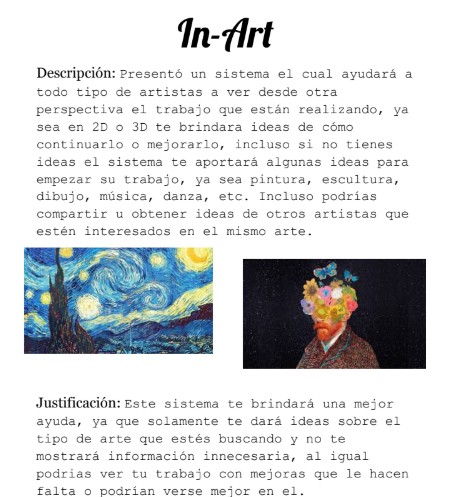 In-Art
Descripción: Presentó un sistema el cual ayudará a
todo tipo de artistas a ver desde otra
perspectiva el trabajo que están realizando, ya
sea en 2D o 3D te brindara ideas de cómo
continuarlo o mejorarlo, incluso si no tienes
ideas el sistema te aportará algunas ideas para
empezar su trabajo, ya sea pintura, escultura,
dibujo, música, danza, etc. Incluso podrías
compartir u obtener ideas de otros artistas que
estén interesados en el mismo arte.
Justificación: Este sistema te brindará una mejor
ayuda, ya que solamente te dará ideas sobre el
tipo de arte que estés buscando y no te
mostrará información innecesaria, al igual
podrias ver tu trabajo con mejoras que le hacen
falta o podrían verse mejor en el.